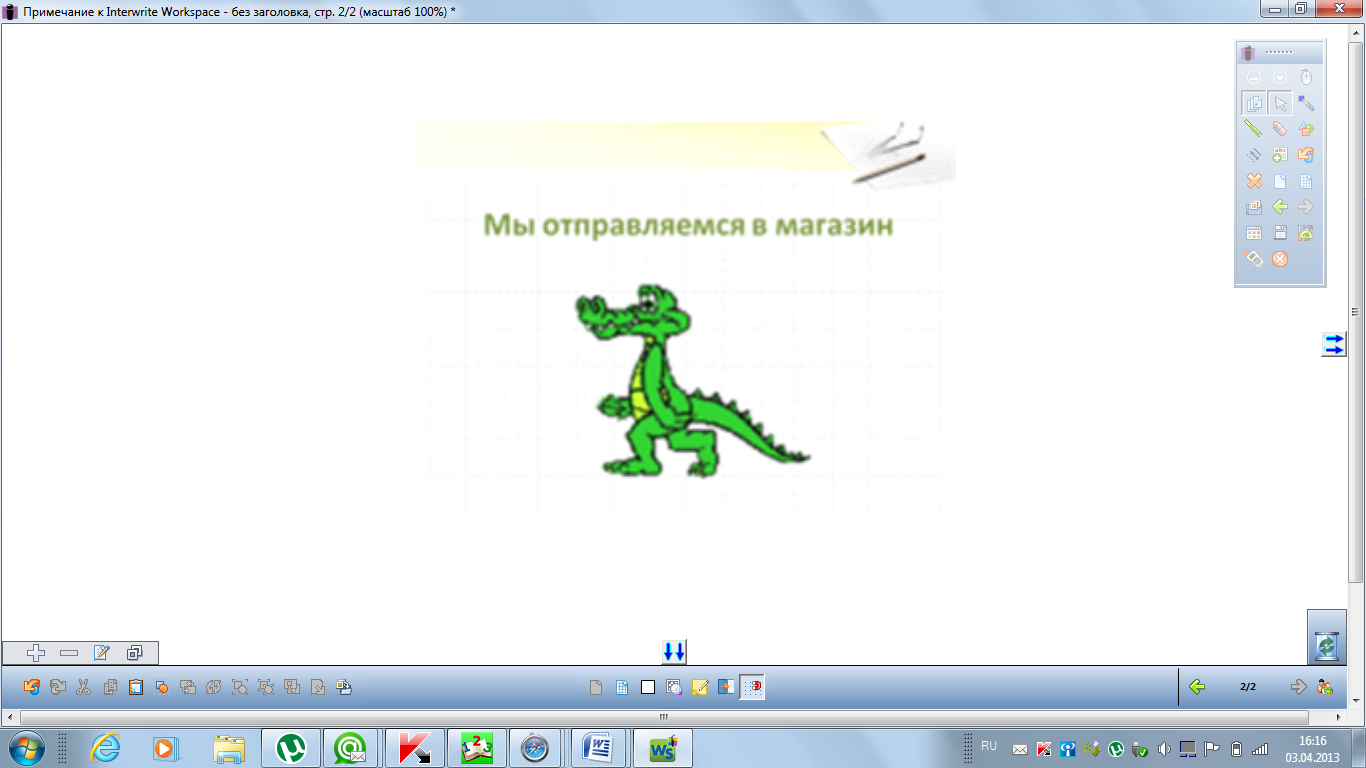 Примечание к Interwrite Workspace - без заголовка, стр. 2/2 (масштаб 100%) *
Мы отправляемся в магазин
2/2
RU
16:16
03.04.2013